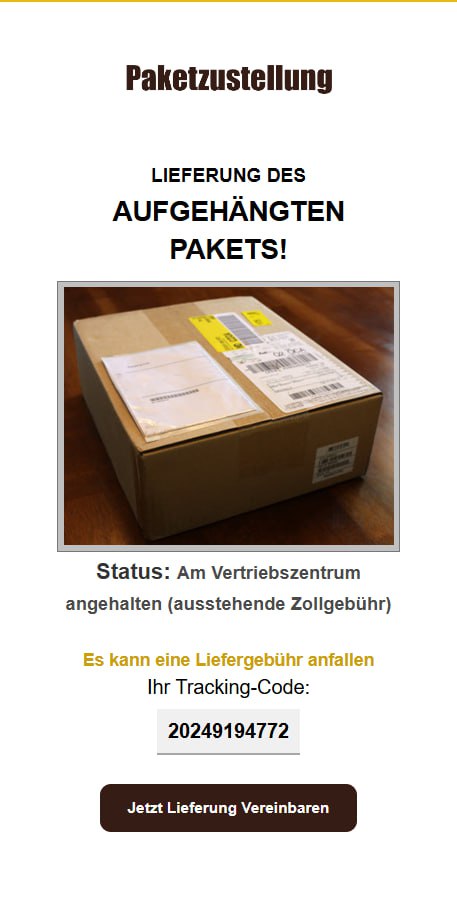 Paketzustellung
LIEFERUNG DES
AUFGEHÄNGTEN
PAKETS!
Status: Am Vertriebszentrum
angehalten (ausstehende Zollgebühr)
Es kann eine Liefergebühr anfallen
Ihr Tracking-Code:
20249194772
Jetzt Lieferung Vereinbaren